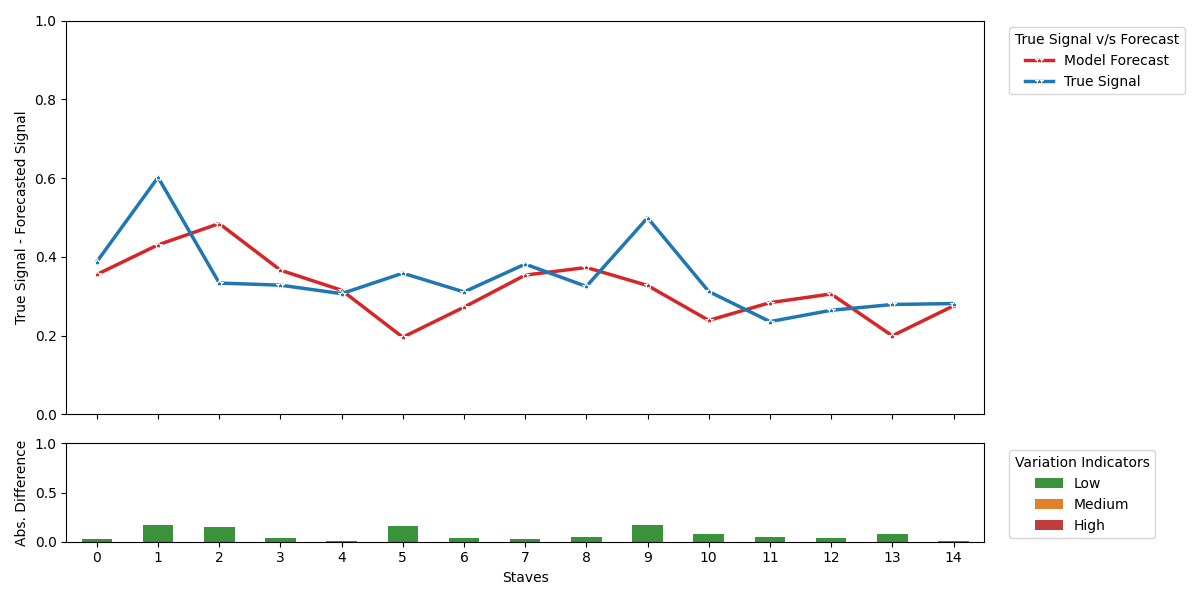 True Signal - Forecasted Signal
1.0
0.8
0.6
0.4
0.2
0.0
True Signal v/s Forecast
Model Forecast
True Signal
Abs. Difference
1.0
0.5
0.0
0 1 2 3 4 5 6 7 8 9 10 11 12 13 14
Staves
Variation Indicators
Low
Medium
High